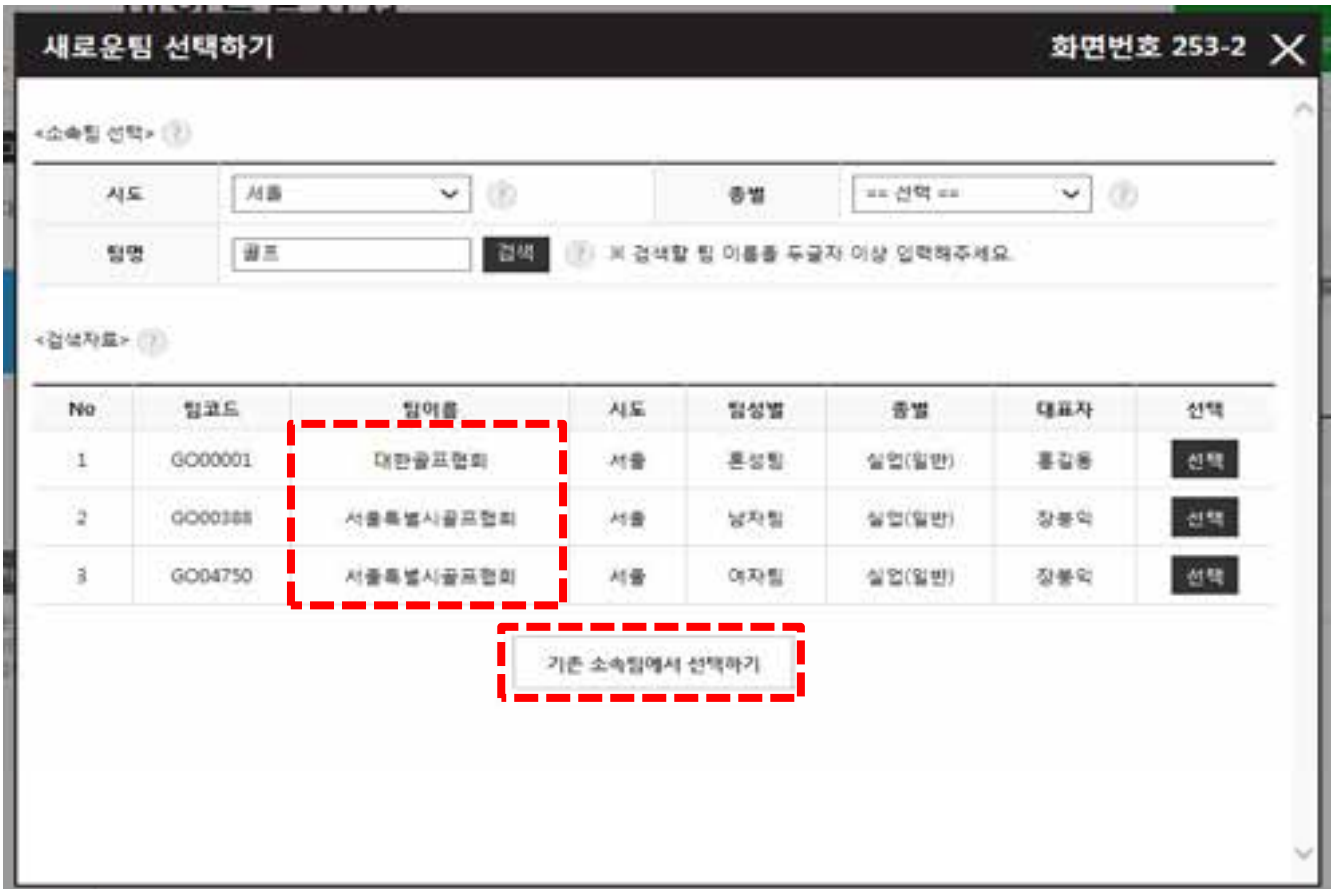 새로운팀 선택하기 화면번호 253-2
<소속팀 선택> ?
시도 서울 ? 종별 == 선택 == ?
팀명 골프 검색 ? ※ 검색할 팀 이름을 두글자 이상 입력해주세요.
<검색자료> ?
No 팀코드 팀이름 시도 팀성별 종별 대표자 선택
1 GO00001 대한골프협회 서울 혼성팀 실업(일반) 홍길동 선택
2 GO00388 서울특별시골프협회 서울 남자팀 실업(일반) 장봉익 선택
3 GO04750 서울특별시골프협회 서울 여자팀 실업(일반) 장봉익 선택
기존 소속팀에서 선택하기